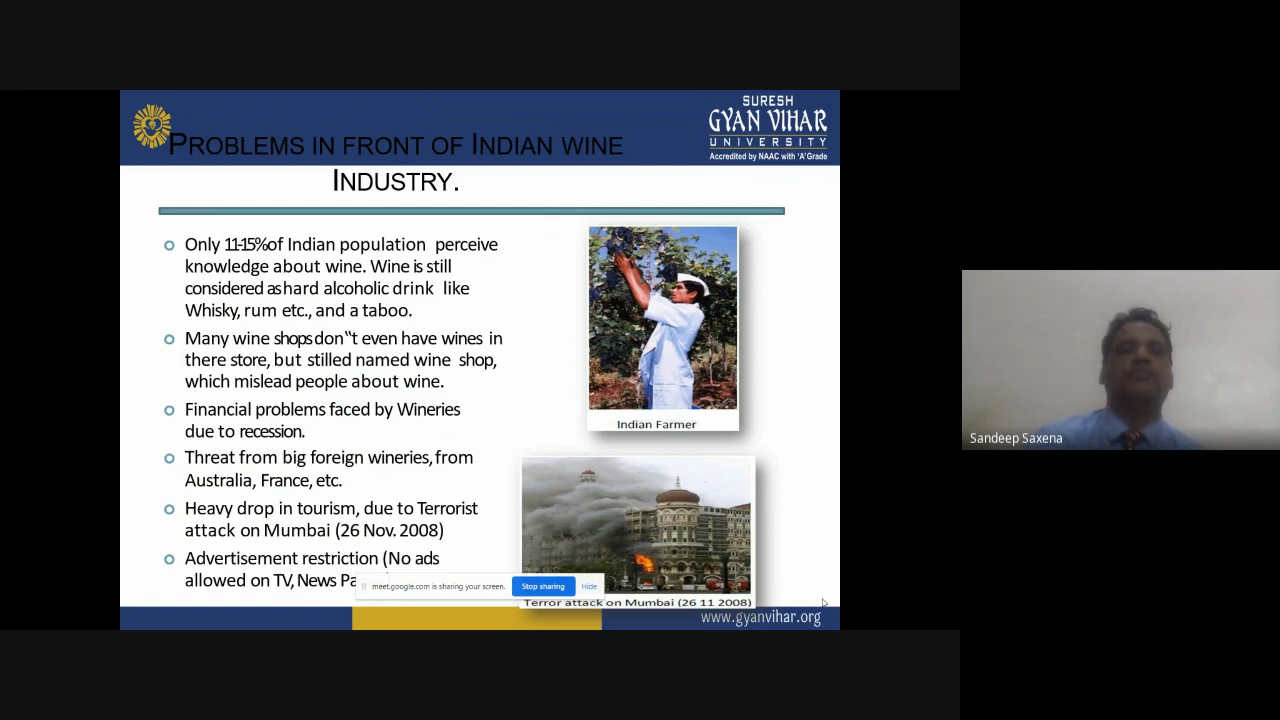 SURESH
GYAN VIHAR
UNIVERSITY
Accredited by NAAC with 'A' Grade
PROBLEMS IN FRONT OF INDIAN WINE
INDUSTRY.
Only 11-15%of Indian population perceive
knowledge about wine. Wine is still
considered ashard alcoholic drink like
Whisky, rum etc., and a taboo.
Many wine shopsdon‟t even have wines in
there store, but stilled named wine shop,
which mislead people about wine.
Financial problems faced by Wineries
due to recession.
Threat from big foreign wineries, from
Australia, France, etc.
Heavy drop in tourism, due to Terrorist
attack on Mumbai (26 Nov. 2008)
Advertisement restriction (No ads
allowed on TV, News Pa
Indian Farmer
Terror attack on Mumbai (26 11 2008)
meet.google.com is sharing your screen.
Stop sharing
Hide
www.gyanvihar.org
Sandeep Saxena